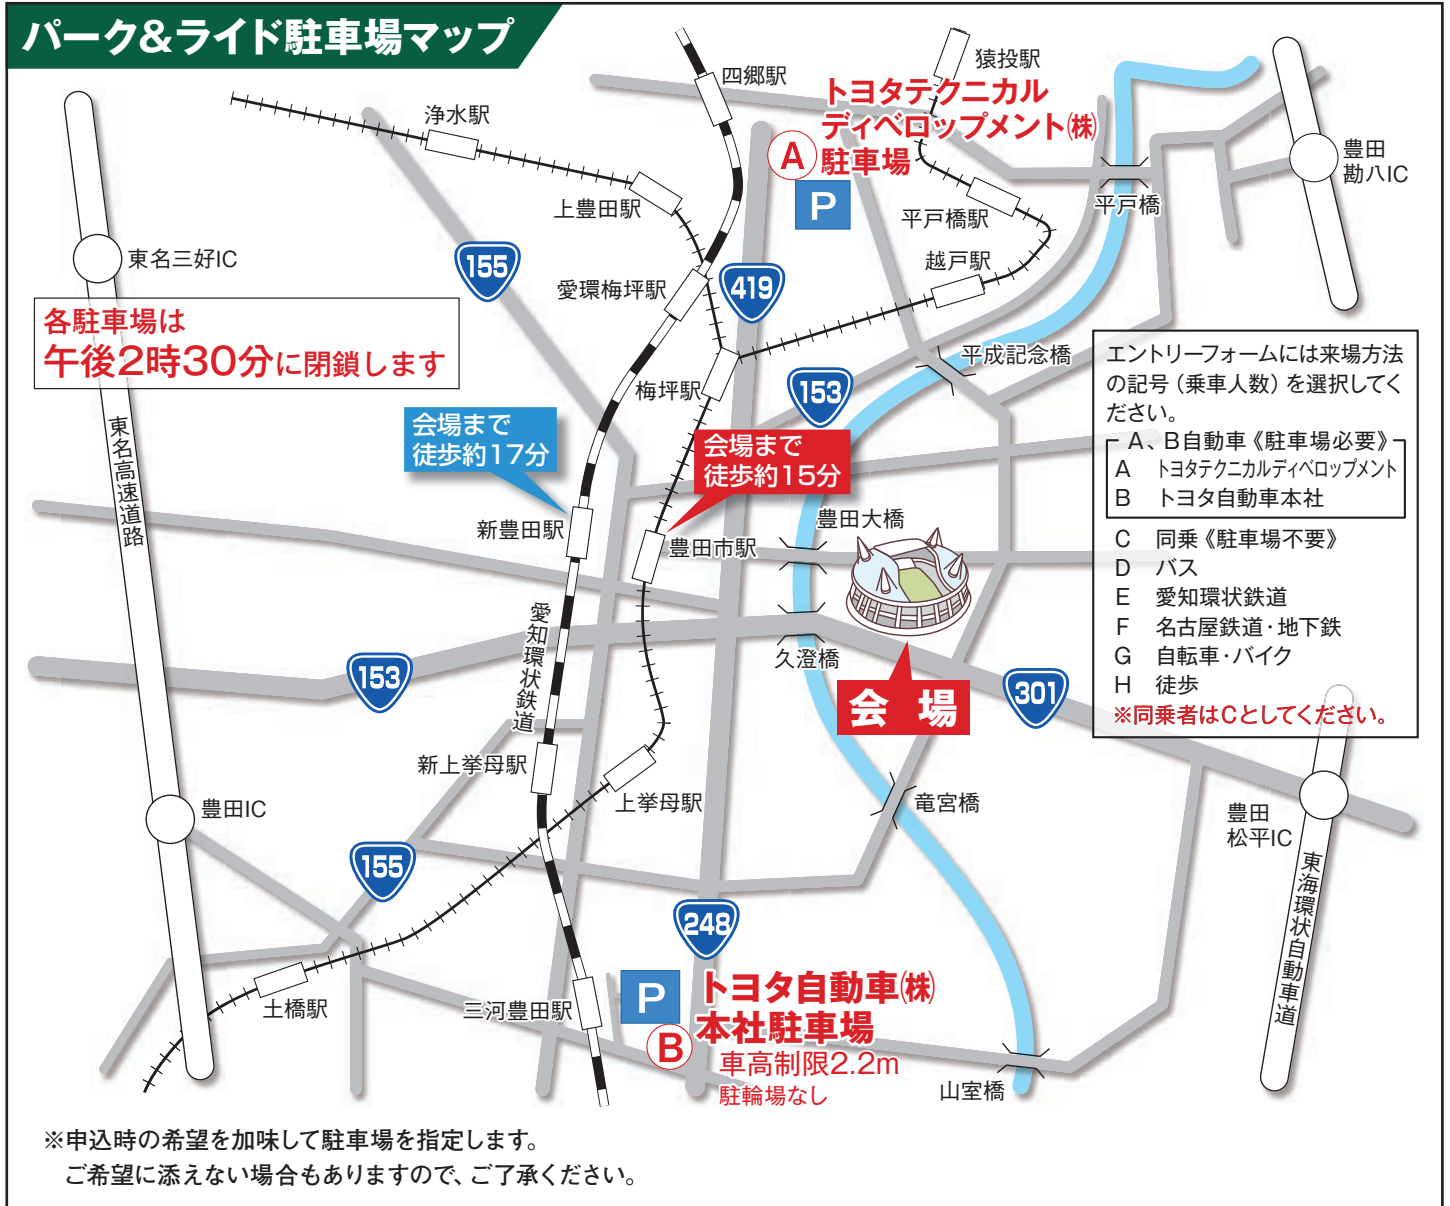 パーク&ライド駐車場マップ
四郷駅
猿投駅
トヨタテクニカル
ディベロップメント㈱
駐車場
A
P
浄水駅
上豊田駅
平戸橋駅
平戸橋
豊田
勘八IC
東名三好IC
155
愛環梅坪駅
419
越戸駅
各駐車場は
午後2時30分に閉鎖します
平成記念橋
梅坪駅
153
エントリーフォームには来場方法
の記号（乗車人数）を選択してく
ださい。
A、B自動車《駐車場必要》
A トヨタテクニカルディベロップメント
B トヨタ自動車本社
C 同乗《駐車場不要》
D バス
E 愛知環状鉄道
F 名古屋鉄道・地下鉄
G 自転車・バイク
H 徒歩
※同乗者はCとしてください。
東名高速道路
会場まで
徒歩約17分
会場まで
徒歩約15分
新豊田駅
豊田市駅
豊田大橋
愛知環状鉄道
久澄橋
153
会場
301
新上挙母駅
上挙母駅
竜宮橋
豊田IC
豊田
松平IC
155
東海環状自動車道
248
土橋駅
三河豊田駅
P
B
トヨタ自動車㈱
本社駐車場
車高制限2.2m
駐輪場なし
山室橋
※申込時の希望を加味して駐車場を指定します。
ご希望に添えない場合もありますので、ご了承ください。